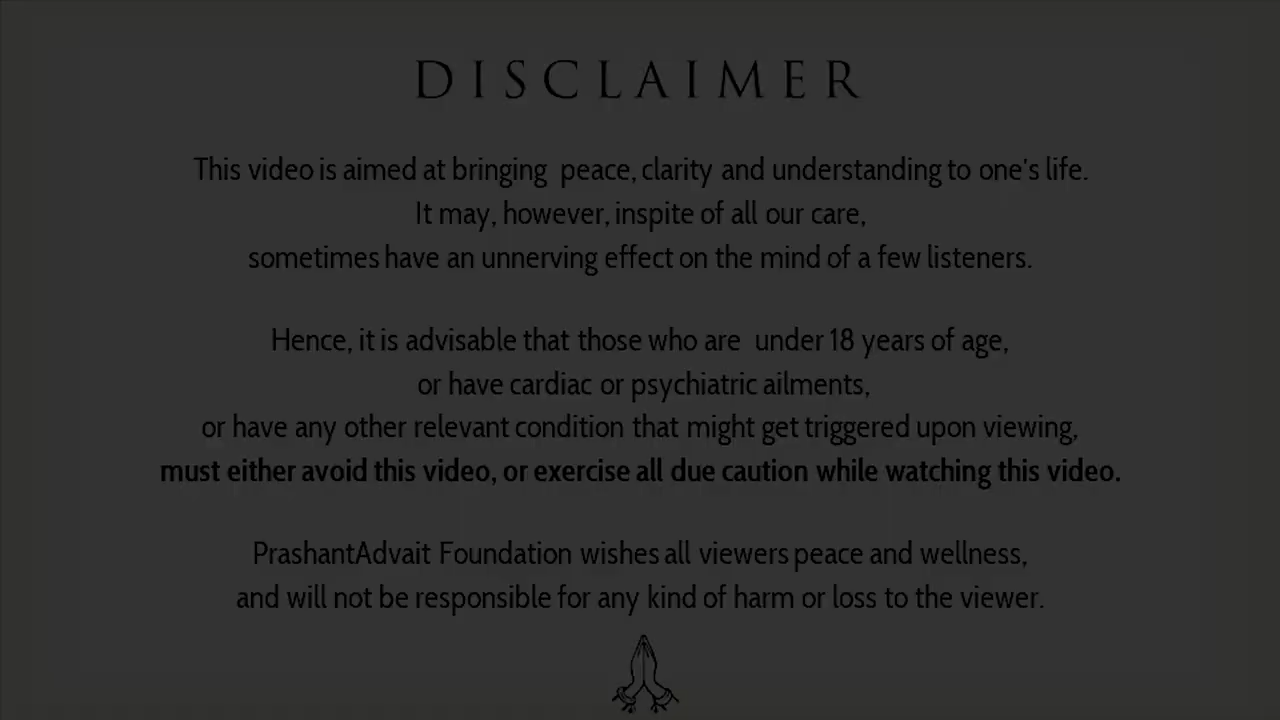 DISCLAIMER
This video is aimed at bringing peace, clarity and understanding to one's life.
It may, however, inspite of all our care,
sometimes have an unnerving effect on the mind of a few listeners.
Hence, it is advisable that those who are under 18 years of age,
or have cardiac or psychiatric ailments,
or have any other relevant condition that might get triggered upon viewing,
must either avoid this video, or exercise all due caution while watching this video.
PrashantAdvait Foundation wishes all viewers peace and wellness,
and will not be responsible for any kind of harm or loss to the viewer.